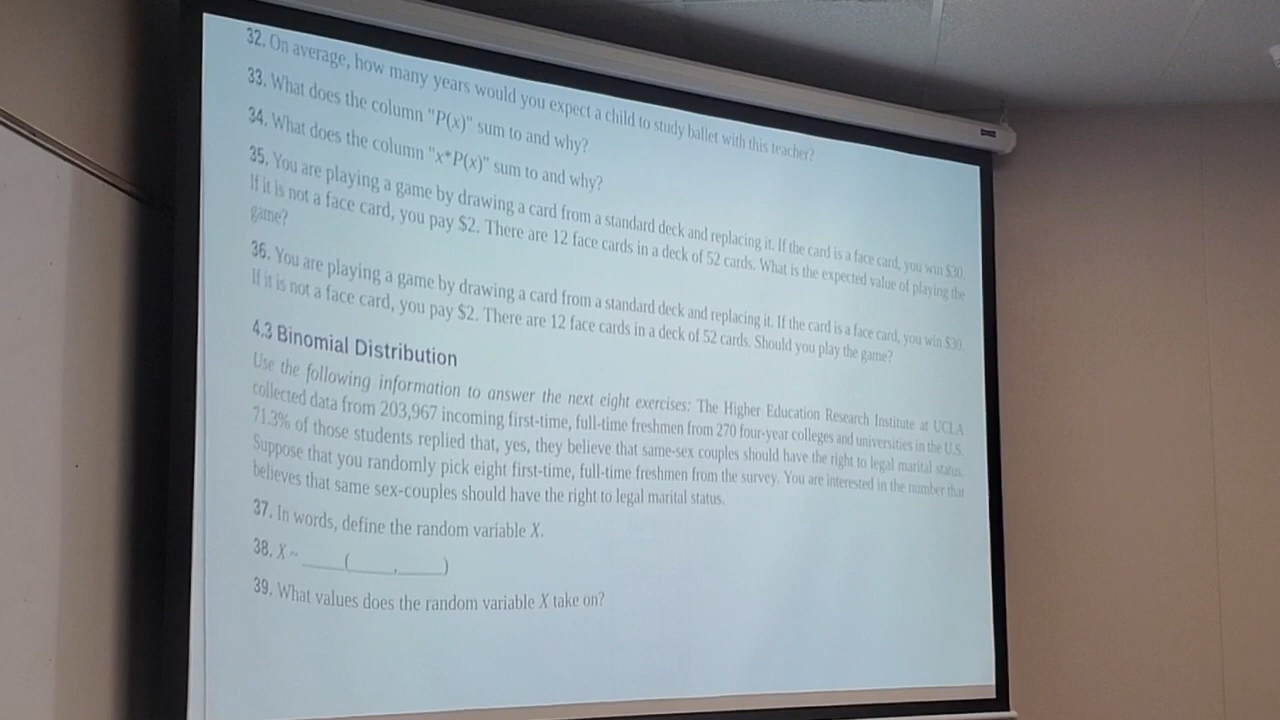 32. On average, how many years would you expect a child to study ballet with this teacher?
33. What does the column "P(x)" sum to and why?
34. What does the column "x*P(x)" sum to and why?
35. You are playing a game by drawing a card from a standard deck and replacing it. If the card is a face card, you win $30.
If it is not a face card, you pay $2. There are 12 face cards in a deck of 52 cards. What is the expected value of playing the
game?
36. You are playing a game by drawing a card from a standard deck and replacing it. If the card is a face card, you win $30.
If it is not a face card, you pay $2. There are 12 face cards in a deck of 52 cards. Should you play the game?
4.3 Binomial Distribution
Use the following information to answer the next eight exercises: The Higher Education Research Institute at UCLA
collected data from 203,967 incoming first-time, full-time freshmen from 270 four-year colleges and universities in the U.S.
71.3% of those students replied that, yes, they believe that same-sex couples should have the right to legal marital status.
Suppose that you randomly pick eight first-time, full-time freshmen from the survey. You are interested in the number that
believes that same sex-couples should have the right to legal marital status.
37. In words, define the random variable X.
38. X ~ _____(_____,_____)
39. What values does the random variable X take on?